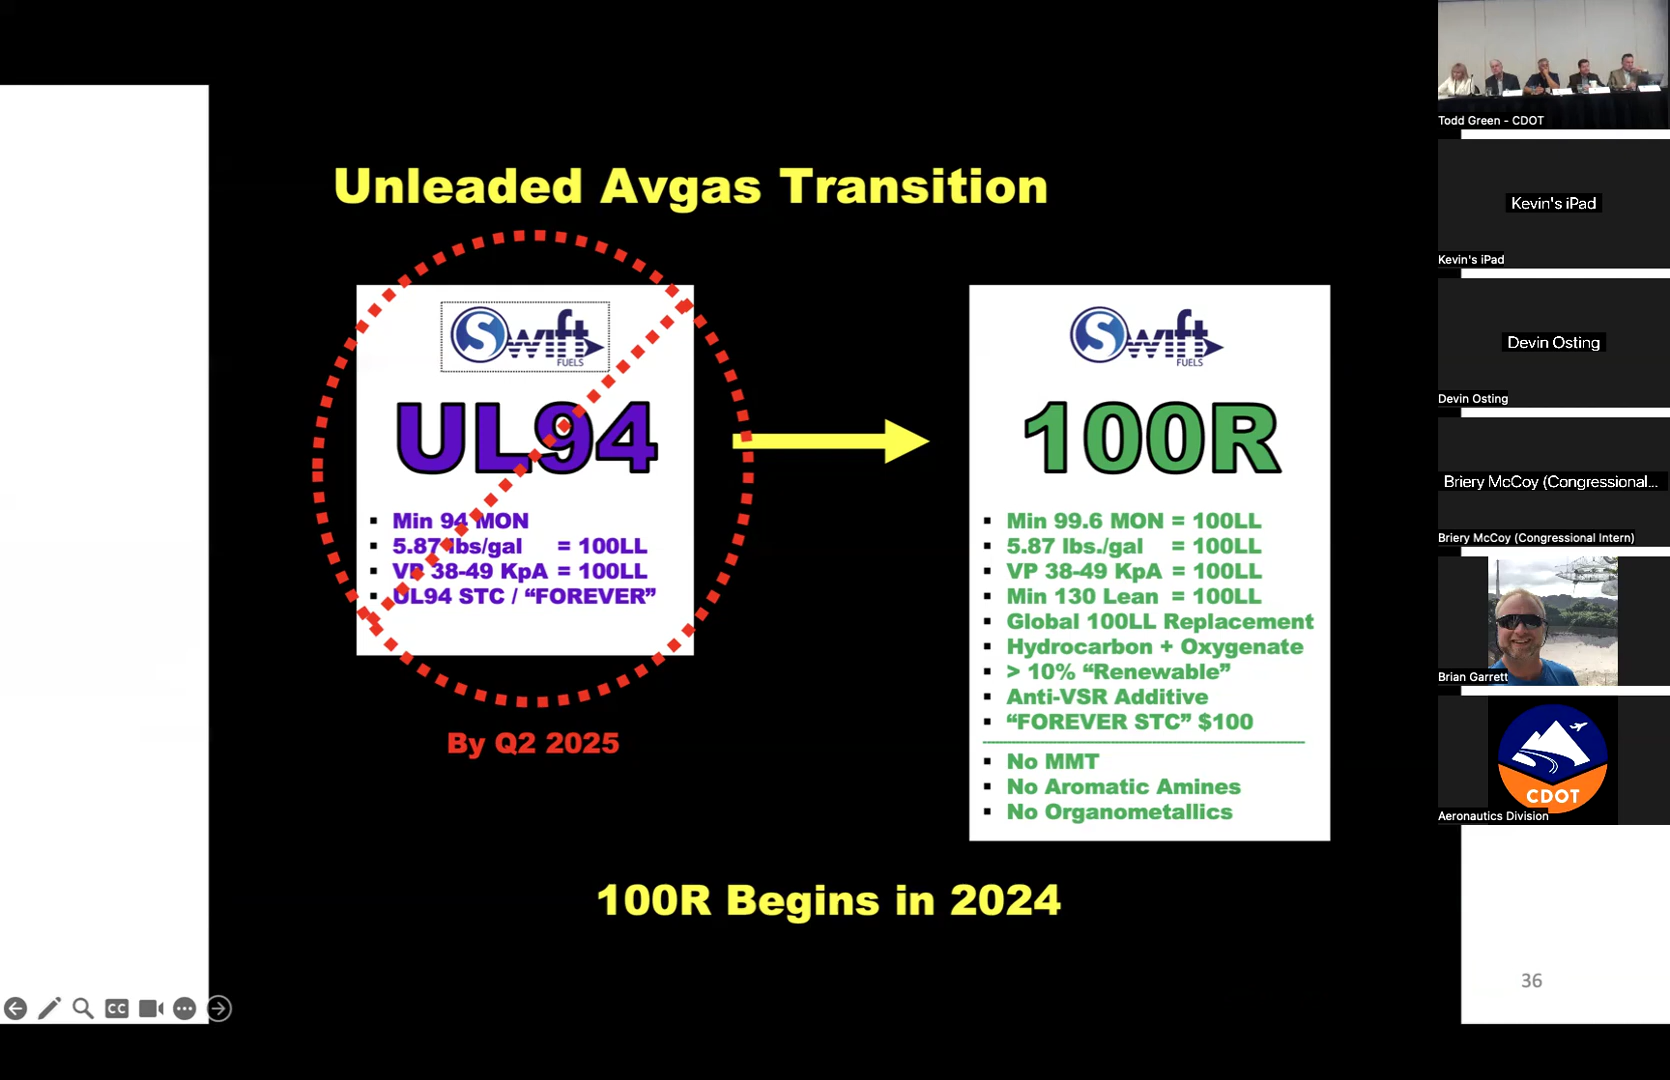 Unleaded Avgas Transition
Swift
FUELS
UL94
▪ Min 94 MON
▪ 5.87 lbs/gal = 100LL
▪ VP 38-49 KpA = 100LL
▪ UL94 STC / “FOREVER”
By Q2 2025
Swift
FUELS
100R
▪ Min 99.6 MON = 100LL
▪ 5.87 lbs./gal = 100LL
▪ VP 38-49 KpA = 100LL
▪ Min 130 Lean = 100LL
▪ Global 100LL Replacement
▪ Hydrocarbon + Oxygenate
▪ > 10% “Renewable”
▪ Anti-VSR Additive
▪ “FOREVER STC” $100
▪ No MMT
▪ No Aromatic Amines
▪ No Organometallics
100R Begins in 2024
36
CC
Todd Green - CDOT
Kevin's iPad
Kevin's iPad
Devin Osting
Devin Osting
Briery McCoy (Congressional...
Briery McCoy (Congressional Intern)
Brian Garrett
CDOT
Aeronautics Division